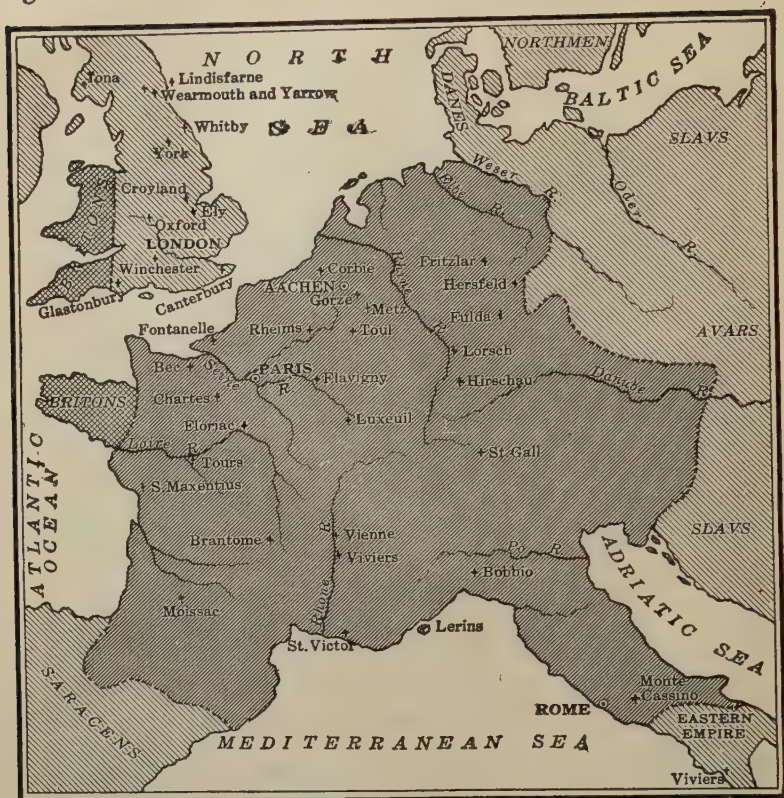 NORTH
SEA
NORTHMEN
BALTIC SEA
DANES
SLAVS
Iona
Lindisfarne
Wearmouth and Yarrow
Whitby
York
Croyland
Ely
Oxford
LONDON
Winchester
Glastonbury
Canterbury
Weser R.
Elbe R.
Oder R.
Corbie
AACHEN
Gorze
Rhine R.
Fritzlar
Hersfeld
Fulda
AVARS
Metz
Toul
Rheims
Fontanelle
Lorsch
Bec
Seine R.
PARIS
Flavigny
Hirschau
Danube R.
BRITONS
Chartes
Floriac
Luxeuil
St. Gall
Loire R.
Tours
S. Maxentius
ATLANTIC
OCEAN
Brantome
Vienne
Viviers
Rhone R.
Po R.
Bobbio
SLAVS
ADRIATIC SEA
Moissac
St. Victor
Lerins
SARACENS
Monte
Cassino
ROME
EASTERN
EMPIRE
MEDITERRANEAN SEA
Viviers